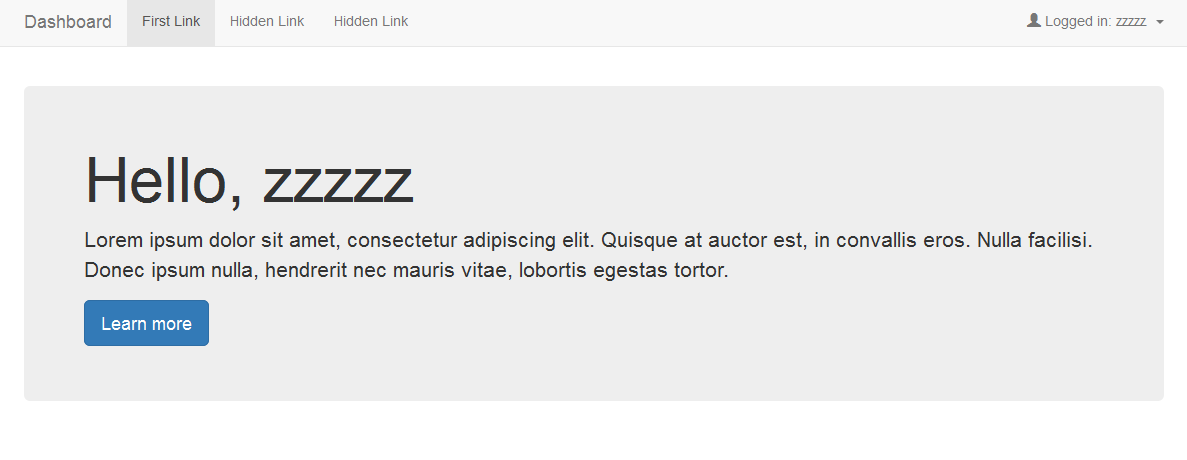 Dashboard First Link Hidden Link Hidden Link Logged in: zzzzz
Hello, zzzzz
Lorem ipsum dolor sit amet, consectetur adipiscing elit. Quisque at auctor est, in convallis eros. Nulla facilisi.
Donec ipsum nulla, hendrerit nec mauris vitae, lobortis egestas tortor.
Learn more